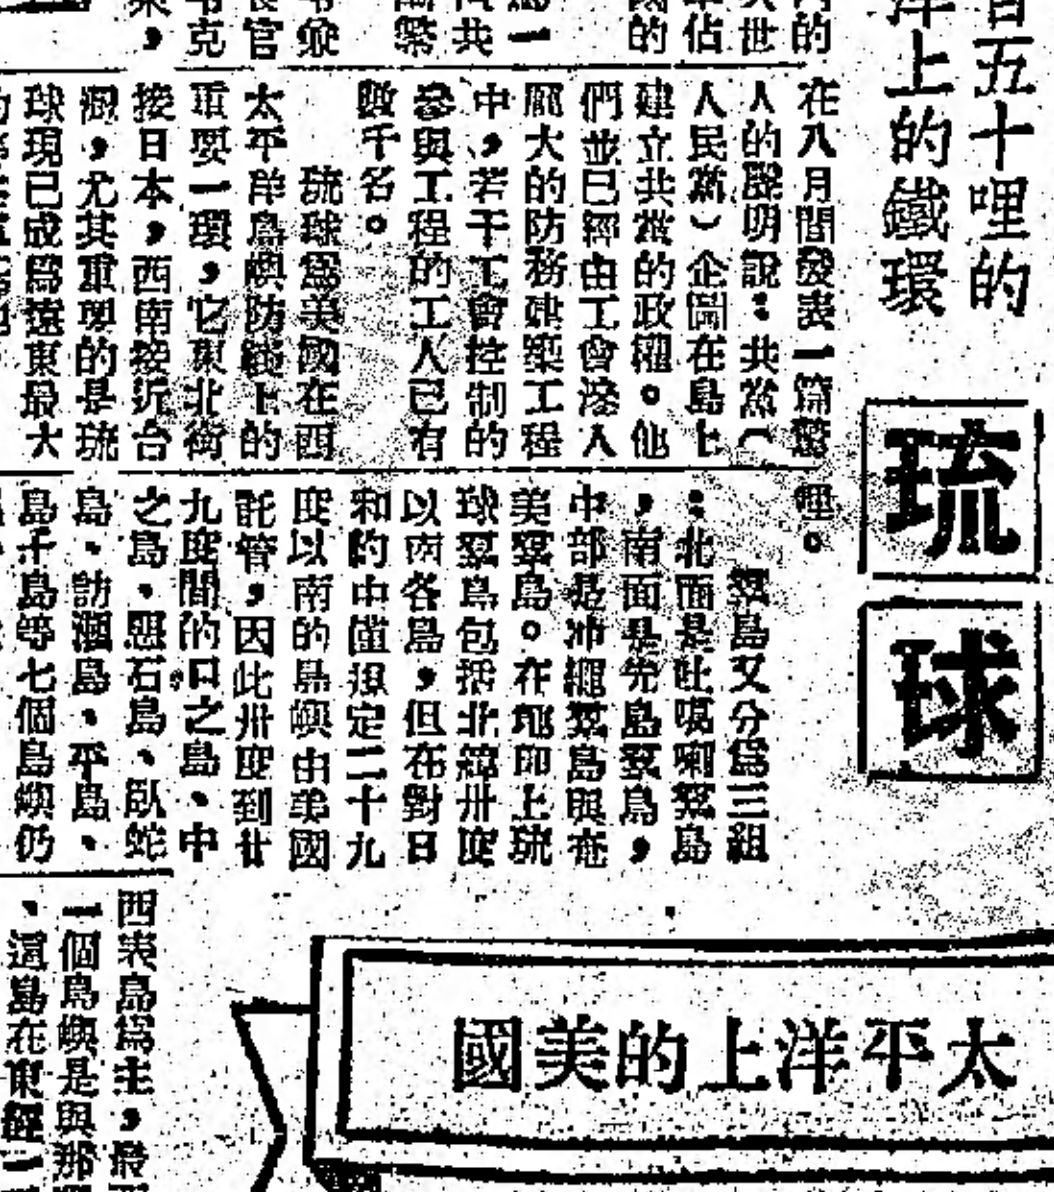 百五十哩的
洋上的鐵環
琉球
在八月間發表一篇驚
人的聲明說：共黨（
人民黨）企圖在島上
建立共黨的政權。他
們並已經由工會滲入
龐大的防務建築工程
中，若干工會控制的
參與工程的工人已有
數千名。
琉球爲美國在西
太平洋島嶼防綫上的
重要一環，它東北銜
接日本，西南接近台
灣，尤其重要的是琉
球現已成爲遠東最大
哩。
羣島又分爲三組
：北面是吐噶喇羣島
，南面是先島羣島，
中部是冲繩羣島與奄
美羣島。在地理上琉
球羣島包括北緯卅度
以南各島，但在對日
和約中僅規定二十九
度以南的島嶼由美國
託管，因此卅度到廿
九度間的口之島、中
之島、惡石島、臥蛇
島、訪瀨島、平島、
島千島等七個島嶼仍
西表島爲主，最
一個島嶼是與那
、這島在東經一
太平洋上的美國